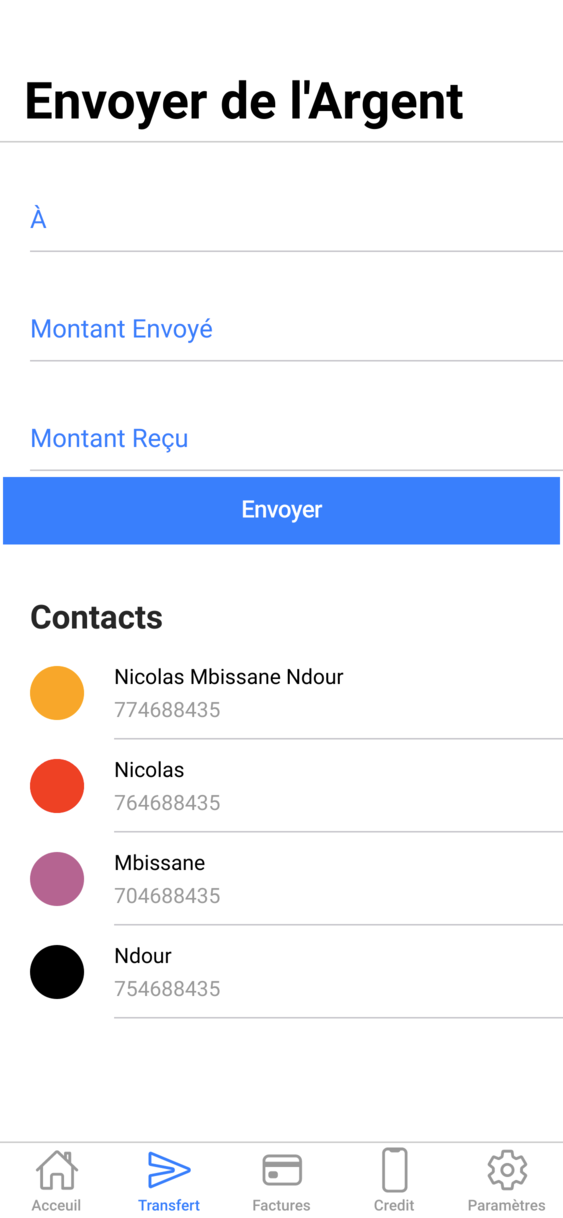 Envoyer de l'Argent
À
Montant Envoyé
Montant Reçu
Envoyer
Contacts
Nicolas Mbissane Ndour
774688435
Nicolas
764688435
Mbissane
704688435
Ndour
754688435
Acceuil
Transfert
Factures
Credit
Paramètres